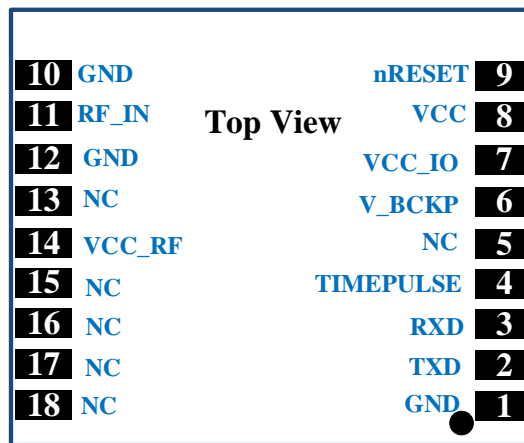 10 GND nRESET 9
11 RF_IN Top View VCC 8
12 GND VCC_IO 7
13 NC V_BCKP 6
14 VCC_RF NC 5
15 NC TIMEPULSE 4
16 NC RXD 3
17 NC TXD 2
18 NC GND 1